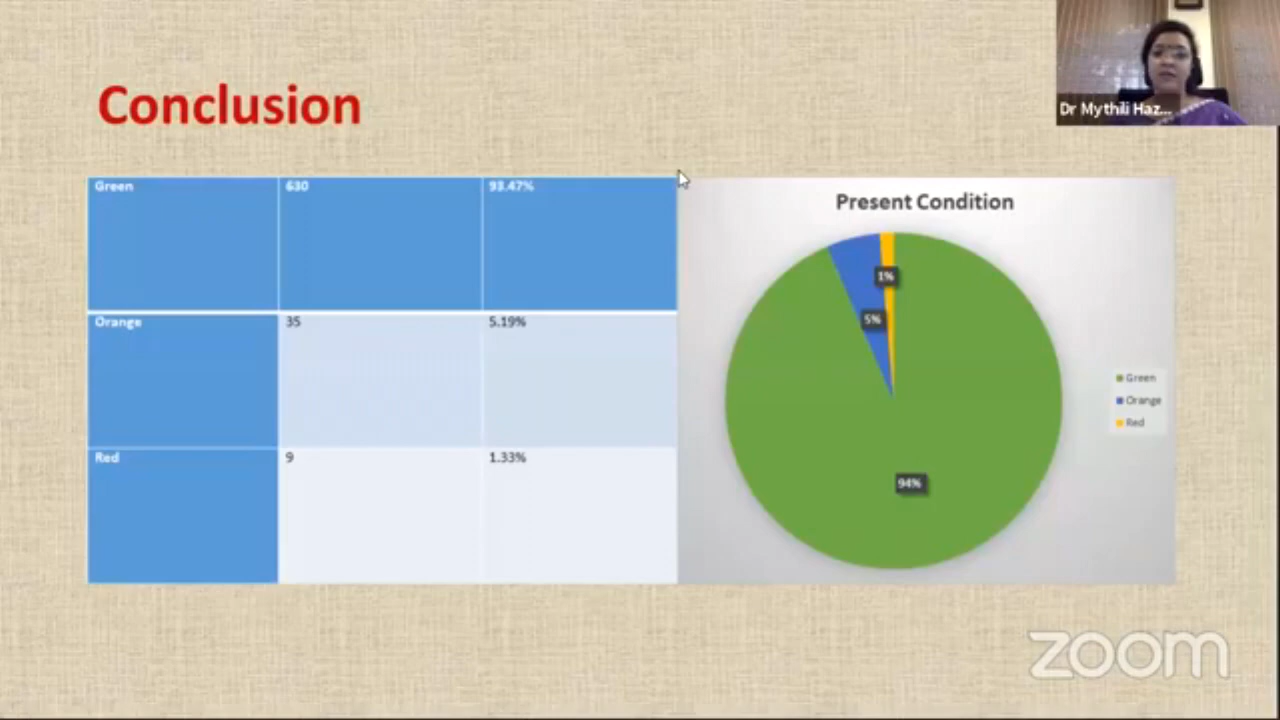 Conclusion
Dr Mythili Haz...
Green 630 93.47%
Orange 35 5.19%
Red 9 1.33%
Present Condition
1%
5%
94%
Green
Orange
Red
zoom